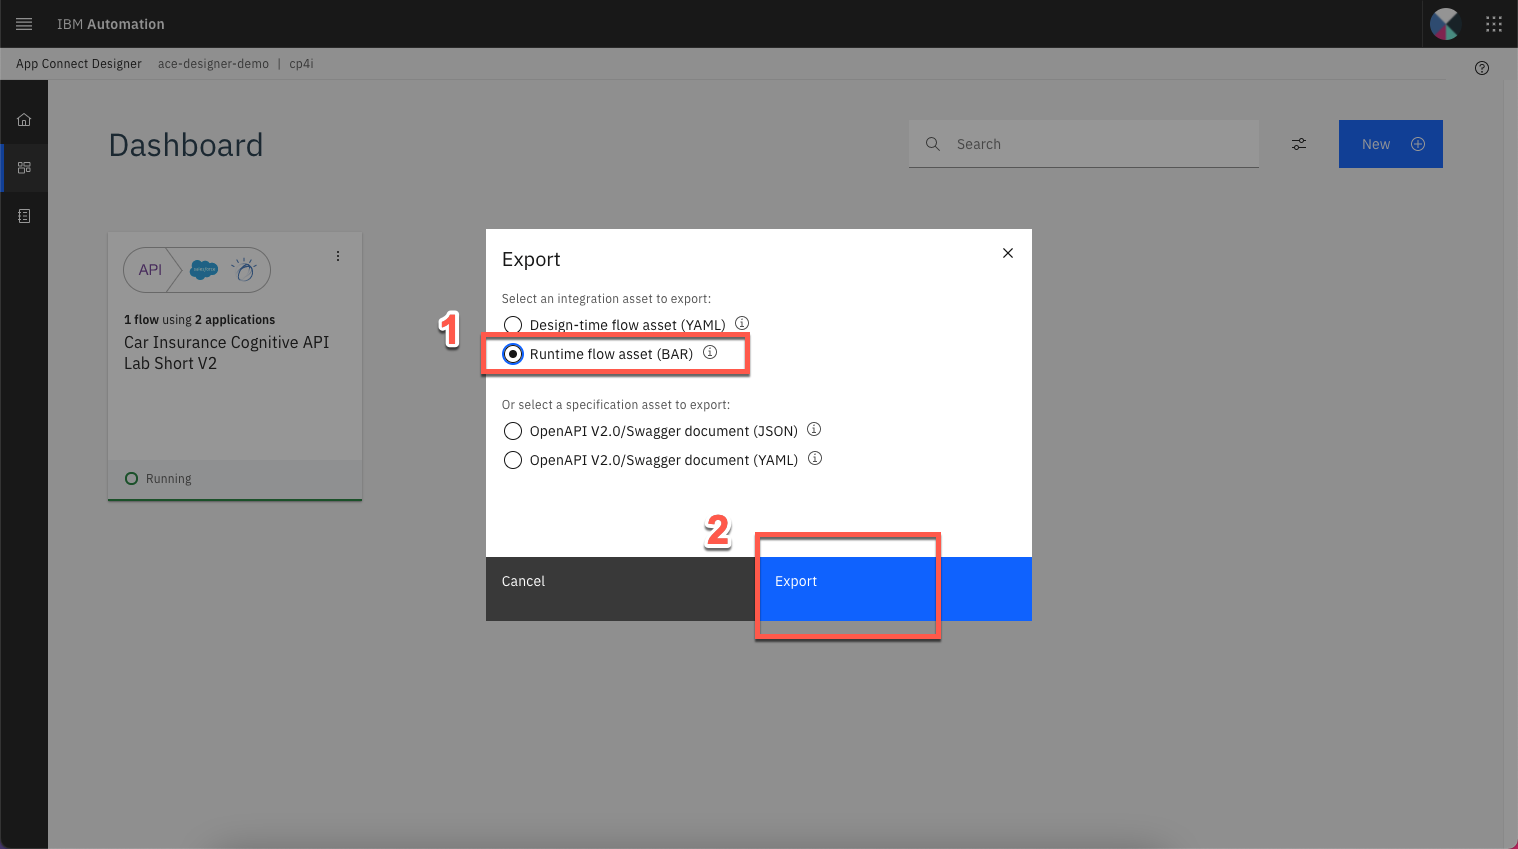 IBM Automation
App Connect Designer ace-designer-demo | cp4i
Dashboard
Search
New
API
salesforce
1 flow using 2 applications
Car Insurance Cognitive API
Lab Short V2
Running
Export
Select an integration asset to export:
Design-time flow asset (YAML)
1
Runtime flow asset (BAR)
Or select a specification asset to export:
OpenAPI V2.0/Swagger document (JSON)
OpenAPI V2.0/Swagger document (YAML)
2
Cancel
Export